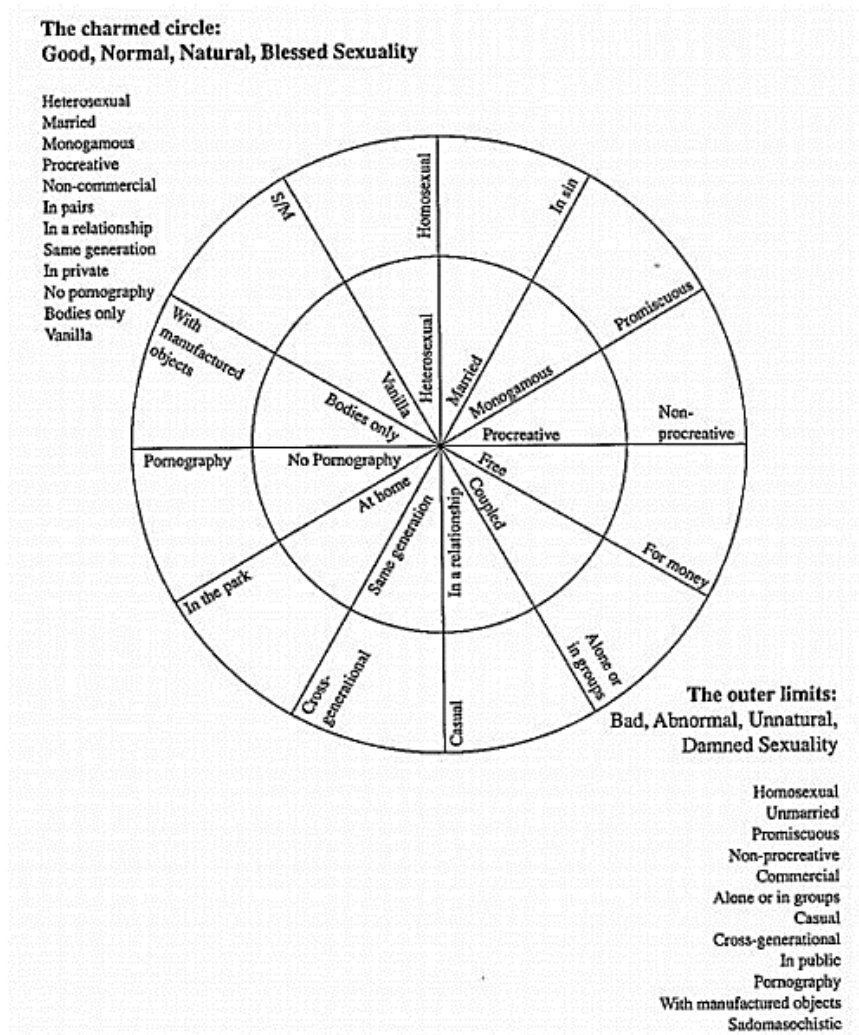 The charmed circle:
Good, Normal, Natural, Blessed Sexuality
Heterosexual
Married
Monogamous
Procreative
Non-commercial
In pairs
In a relationship
Same generation
In private
No pornography
Bodies only
Vanilla
S/M
Homosexual
In sin
Promiscuous
With
manufactured
objects
Bodies only
Vanilla
Heterosexual
Married
Monogamous
Procreative
Non-
procreative
Pornography
No Pornography
Free
At home
Same generation
In a relationship
Coupled
For money
In the park
Cross-
generational
Casual
Alone or
in groups
The outer limits:
Bad, Abnormal, Unnatural,
Damned Sexuality
Homosexual
Unmarried
Promiscuous
Non-procreative
Commercial
Alone or in groups
Casual
Cross-generational
In public
Pornography
With manufactured objects
Sadomasochistic